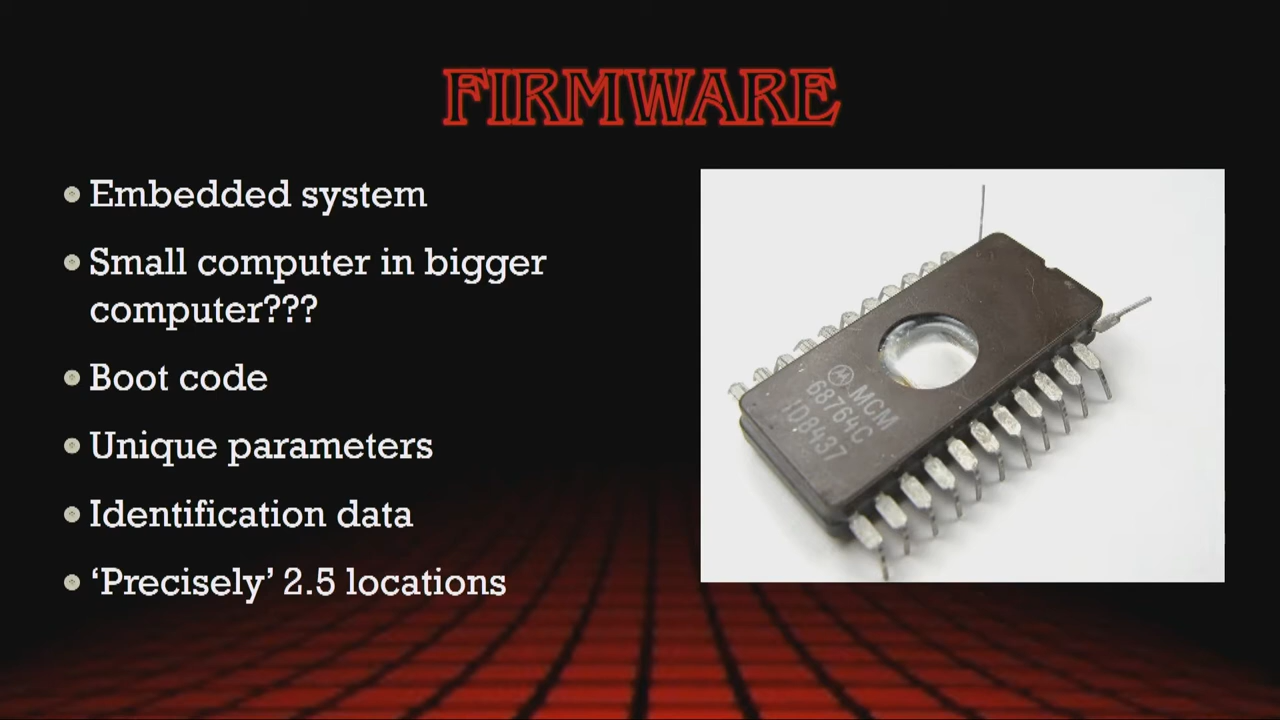 FIRMWARE
Embedded system
Small computer in bigger
computer???
Boot code
Unique parameters
Identification data
‘Precisely’ 2.5 locations
MCM
68764C
1D8437